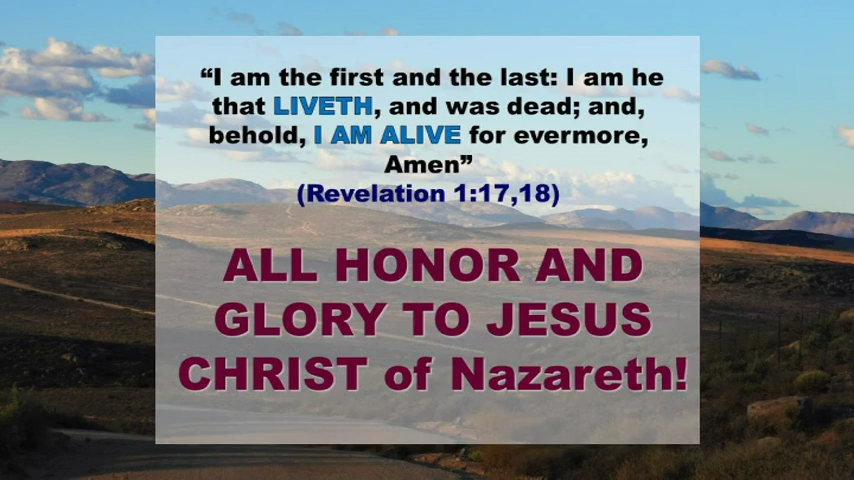 “I am the first and the last: I am he
that LIVETH, and was dead; and,
behold, I AM ALIVE for evermore,
Amen”
(Revelation 1:17,18)
ALL HONOR AND
GLORY TO JESUS
CHRIST of Nazareth!